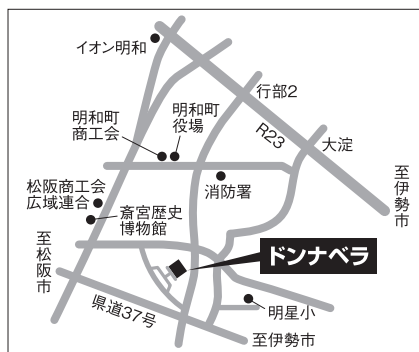 イオン明和
明和町
商工会
明和町
役場
行部2
R23
大淀
至伊勢市
消防署
松阪商工会
広域連合
斎宮歴史
博物館
至松阪市
ドンナベラ
県道37号
明星小
至伊勢市